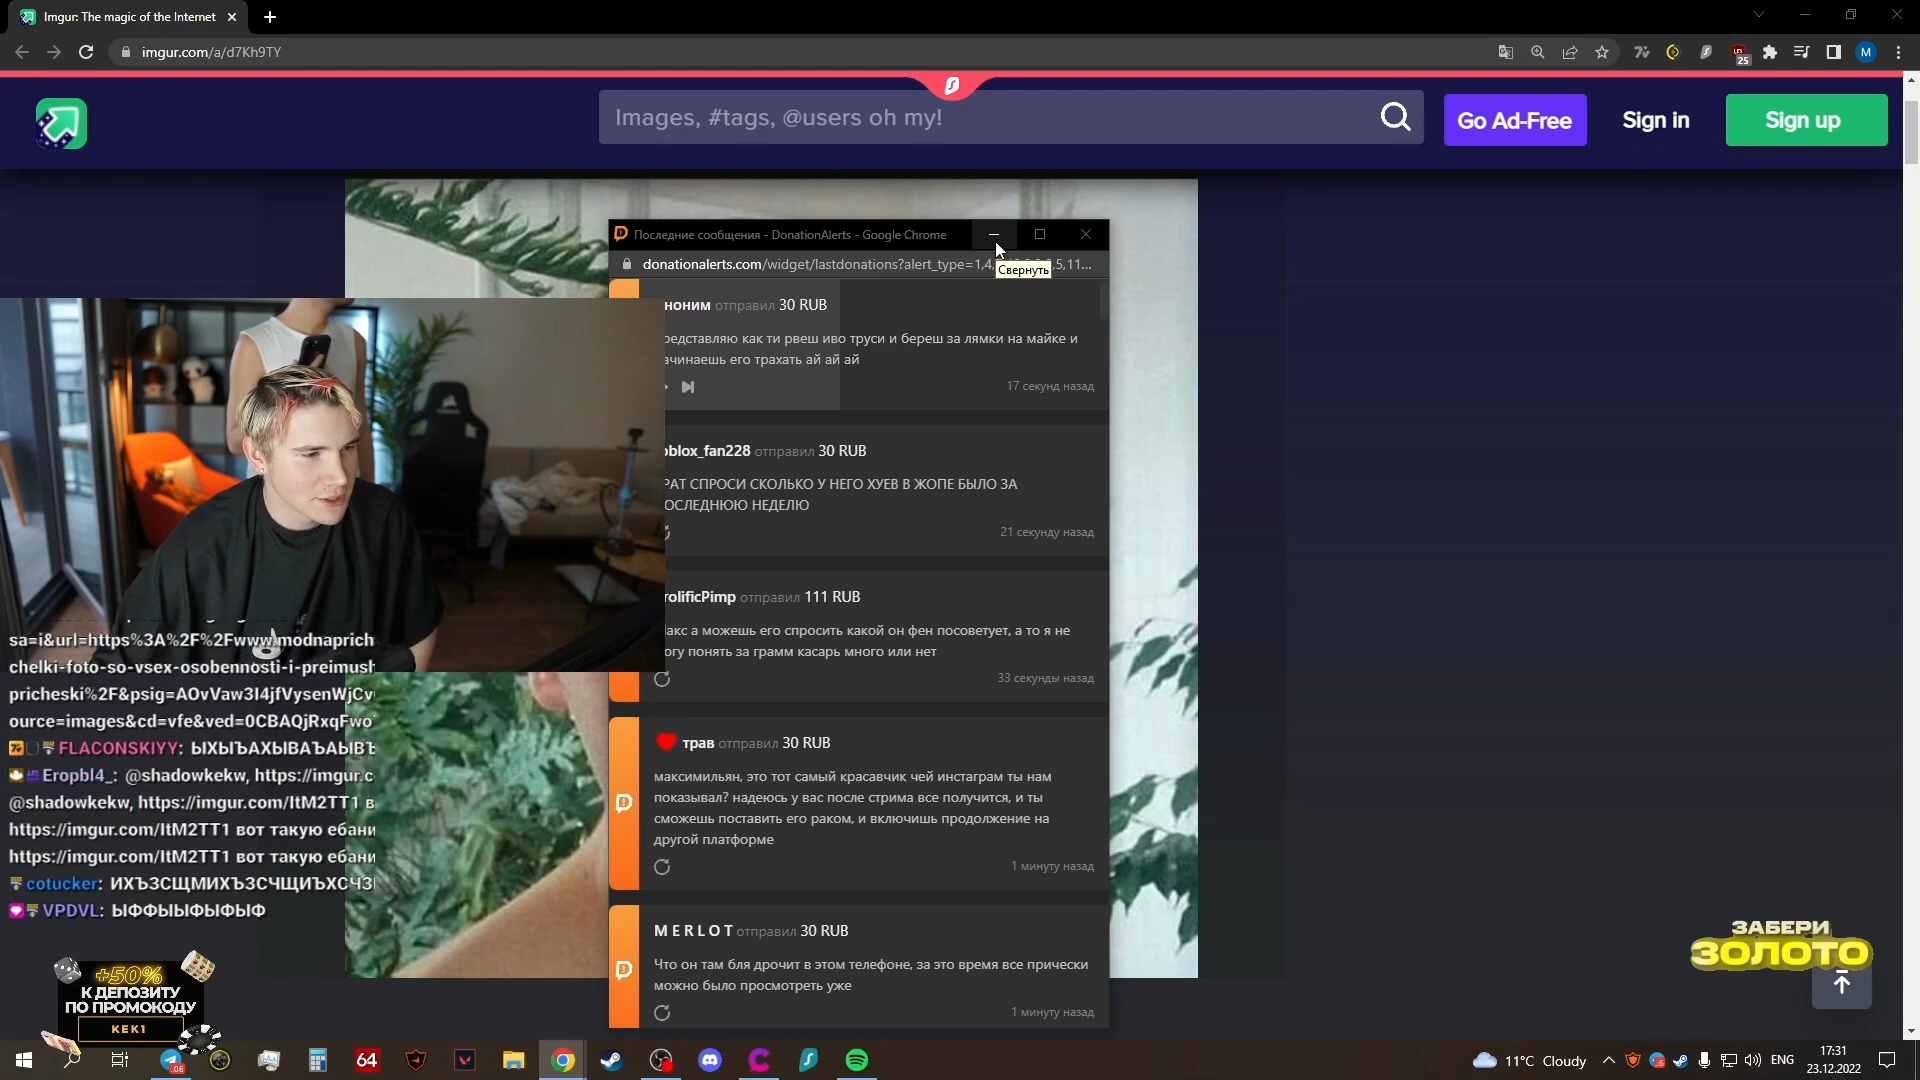 Imgur: The magic of the Internet
imgur.com/a/d7Kh9TY
25
M
Images, #tags, @users oh my!
Go Ad-Free
Sign in
Sign up
Последние сообщения - DonationAlerts - Google Chrome
donationalerts.com/widget/lastdonations?alert_type=1,4,
,5,11...
Свернуть
ноним отправил 30 RUB
редставляю как ти рвеш иво труси и береш за лямки на майке и
ачинаешь его трахать ай ай ай
17 секунд назад
oblox_fan228 отправил 30 RUB
РАТ СПРОСИ СКОЛЬКО У НЕГО ХУЕВ В ЖОПЕ БЫЛО ЗА
ОСЛЕДНЮЮ НЕДЕЛЮ
21 секунду назад
rolificPimp отправил 111 RUB
акс а можешь его спросить какой он фен посоветует, а то я не
огу понять за грамм касарь много или нет
33 секунды назад
трав отправил 30 RUB
максимильян, это тот самый красавчик чей инстаграм ты нам
показывал? надеюсь у вас после стрима все получится, и ты
сможешь поставить его раком, и включишь продолжение на
другой платформе
1 минуту назад
M E R L O T отправил 30 RUB
Что он там бля дрочит в этом телефоне, за это время все прически
можно было просмотреть уже
1 минуту назад
sa=i&url=https%3A%2F%2Fwww.modnaprich
chelki-foto-so-vsex-osobennosti-i-preimush
pricheski%2F&psig=AOvVaw3I4jfVysenWjCv
ource=images&cd=vfe&ved=0CBAQjRxqFwo
FLACONSKIYY: ЫХЫЪАХЫВАЪАЫВЪ
Eropbl4_: @shadowkekw, https://imgur.c
@shadowkekw, https://imgur.com/ItM2TT1 в
https://imgur.com/ItM2TT1 вот такую ебани
https://imgur.com/ItM2TT1 вот такую ебани
cotucker: ИХЪЗСЩМИХЪЗСЧЩИЪХСЧЗ
VPDVL: ЫФФЫЫФЫФЫФ
+50%
К ДЕПОЗИТУ
ПО ПРОМОКОДУ
KEK1
ЗАБЕРИ
ЗОЛОТО
.06
64
11°C Cloudy
ENG
17:31
23.12.2022